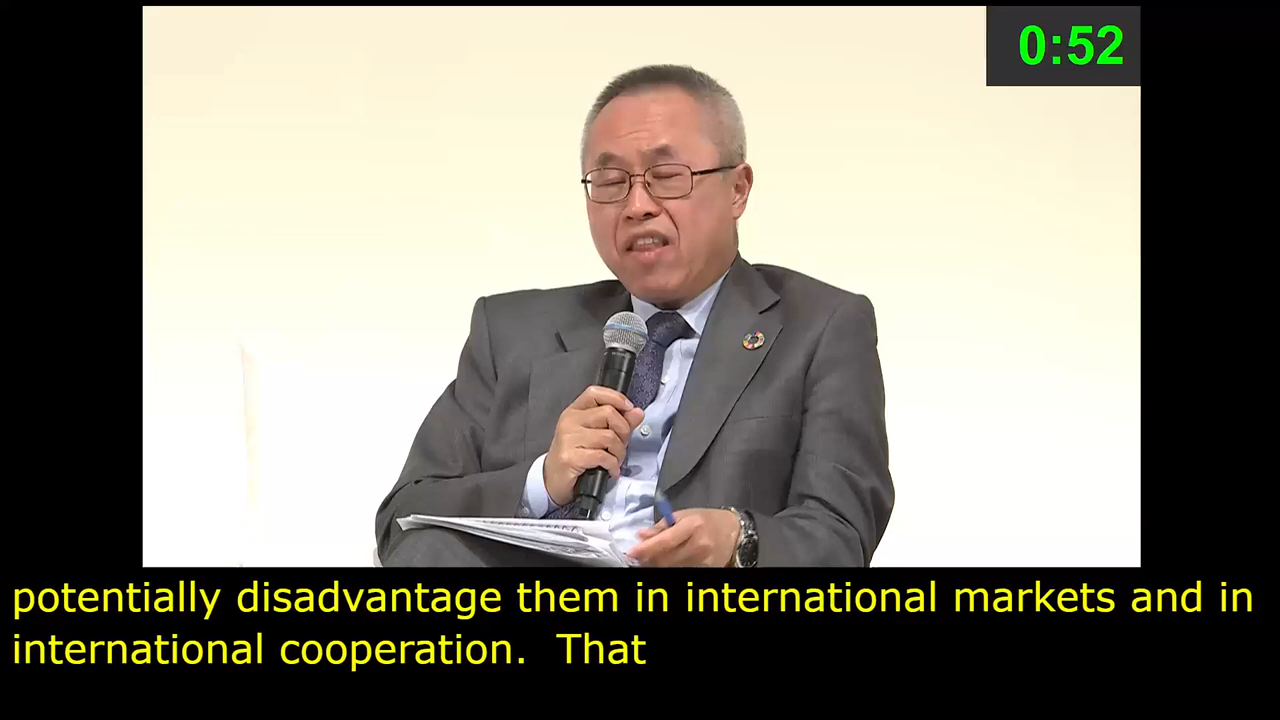 0:52
potentially disadvantage them in international markets and in
international cooperation.  That